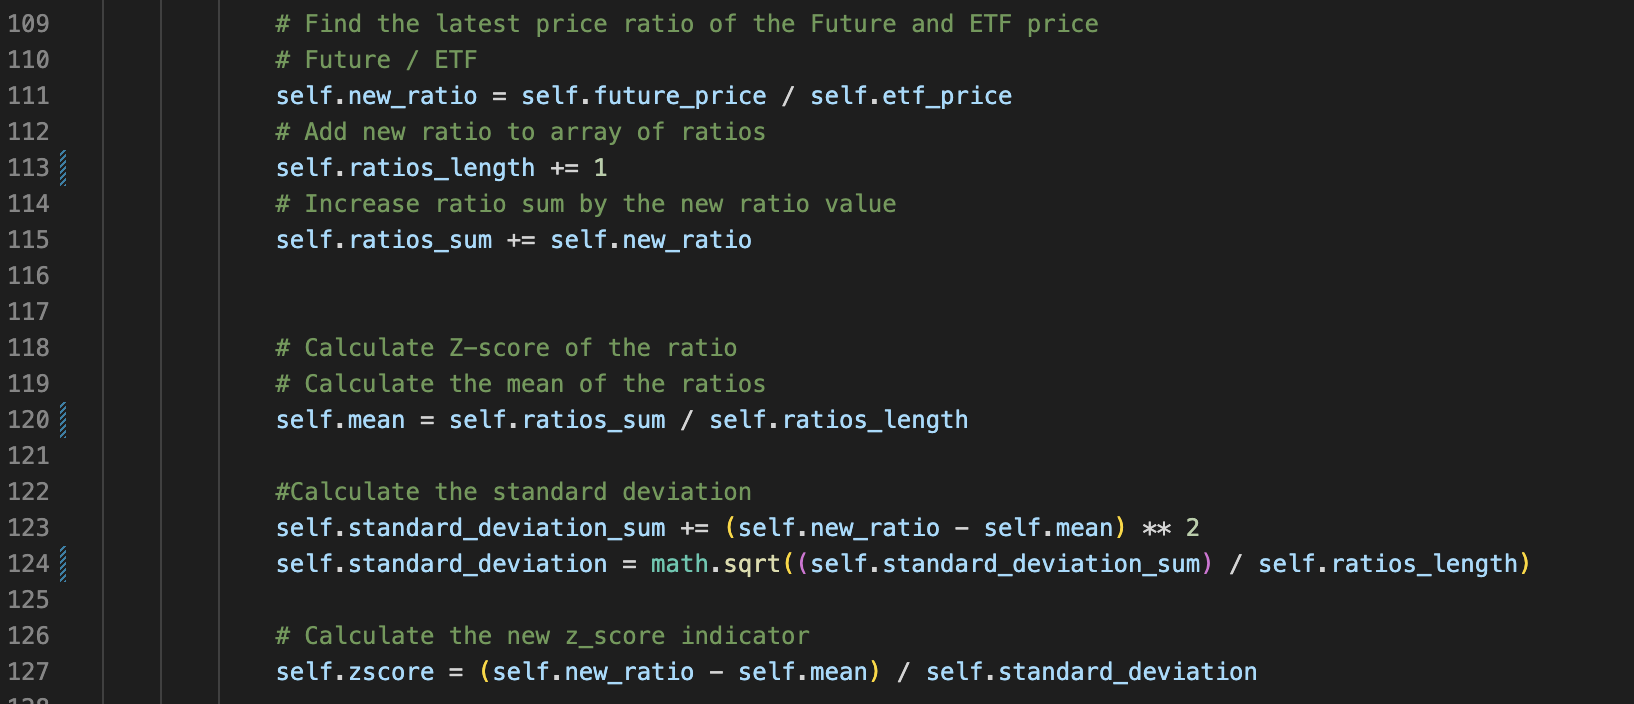 109 # Find the latest price ratio of the Future and ETF price
110 # Future / ETF
111 self.new_ratio = self.future_price / self.etf_price
112 # Add new ratio to array of ratios
113 self.ratios_length += 1
114 # Increase ratio sum by the new ratio value
115 self.ratios_sum += self.new_ratio
116
117
118 # Calculate Z-score of the ratio
119 # Calculate the mean of the ratios
120 self.mean = self.ratios_sum / self.ratios_length
121
122 #Calculate the standard deviation
123 self.standard_deviation_sum += (self.new_ratio - self.mean) ** 2
124 self.standard_deviation = math.sqrt((self.standard_deviation_sum) / self.ratios_length)
125
126 # Calculate the new z_score indicator
127 self.zscore = (self.new_ratio - self.mean) / self.standard_deviation
128